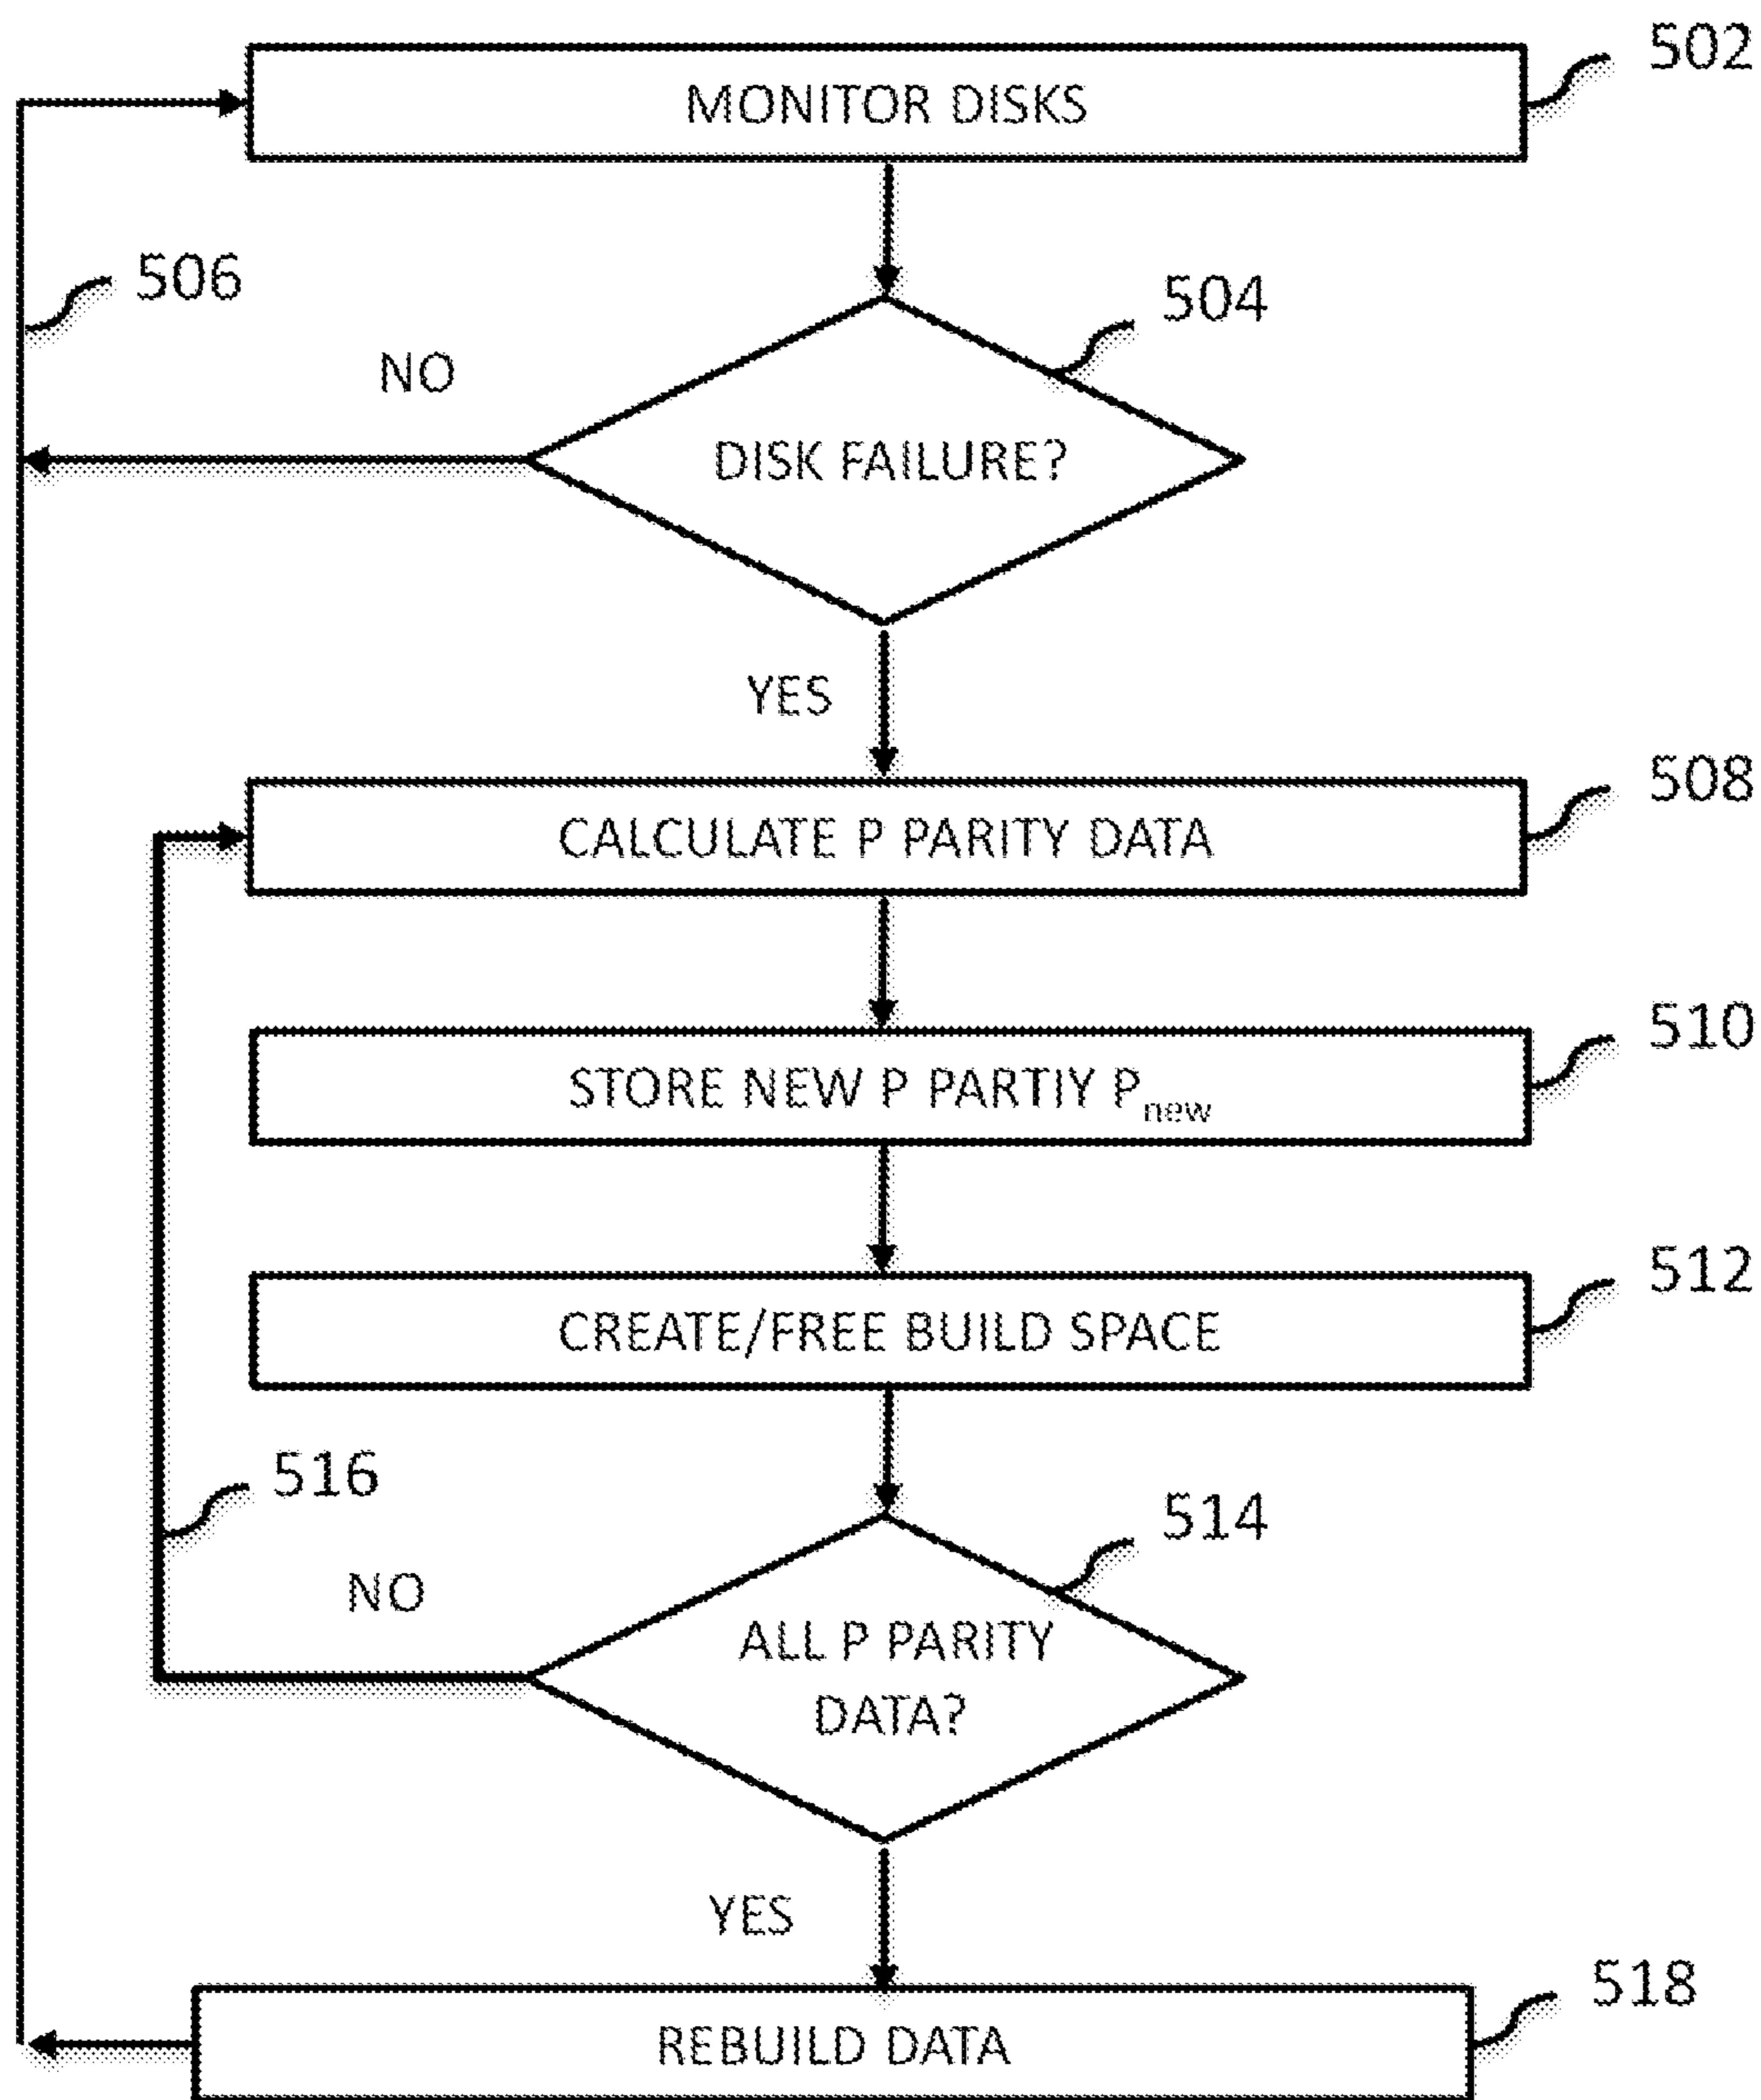 502
MONITOR DISKS
506
504
NO
DISK FAILURE?
YES
508
CALCULATE P PARITY DATA
510
STORE NEW P PARTIY Pnew
512
CREATE/FREE BUILD SPACE
516
514
NO
ALL P PARITY
DATA?
YES
518
REBUILD DATA